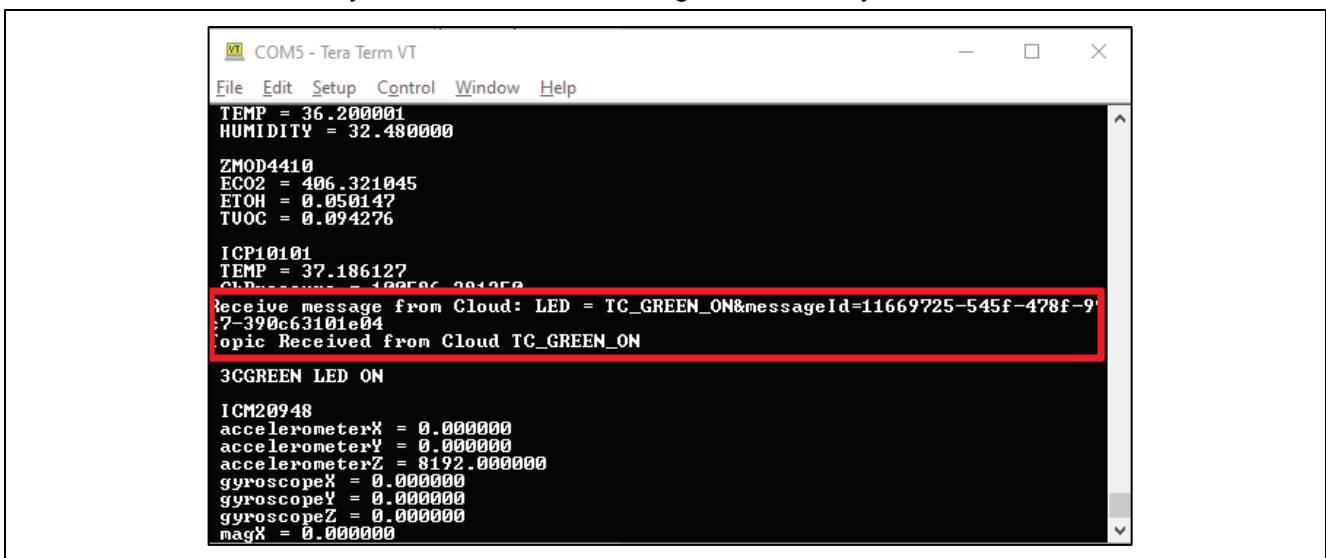 COM5 - Tera Term VT
File Edit Setup Control Window Help
TEMP = 36.200001
HUMIDITY = 32.480000
ZMOD4410
ECO2 = 406.321045
ETOH = 0.050147
TVOC = 0.094276
ICP10101
TEMP = 37.186127
Receive message from Cloud: LED = TC_GREEN_ON&messageId=11669725-545f-478f-9
c7-390c63101e04
Topic Received from Cloud TC_GREEN_ON
3CGREEN LED ON
ICM20948
accelerometerX = 0.000000
accelerometerY = 0.000000
accelerometerZ = 8192.000000
gyroscopeX = 0.000000
gyroscopeY = 0.000000
gyroscopeZ = 0.000000
magX = 0.000000